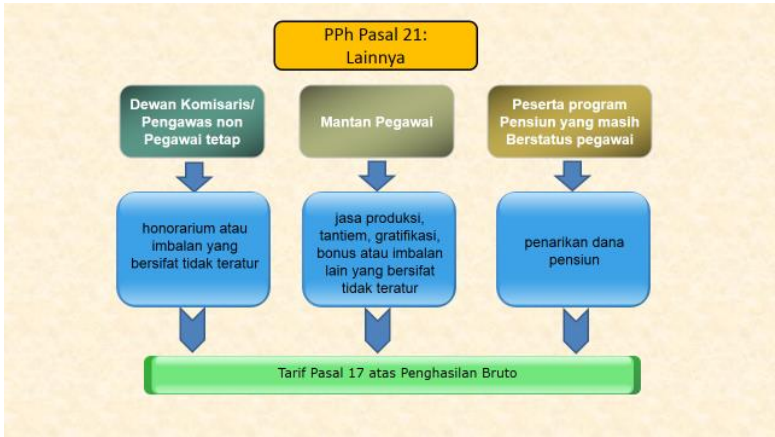 PPh Pasal 21:
Lainnya
Dewan Komisaris/
Pengawas non
Pegawai tetap
Mantan Pegawai
Peserta program
Pensiun yang masih
Berstatus pegawai
honorarium atau
imbalan yang
bersifat tidak teratur
jasa produksi,
tantiem, gratifikasi,
bonus atau imbalan
lain yang bersifat
tidak teratur
penarikan dana
pensiun
Tarif Pasal 17 atas Penghasilan Bruto